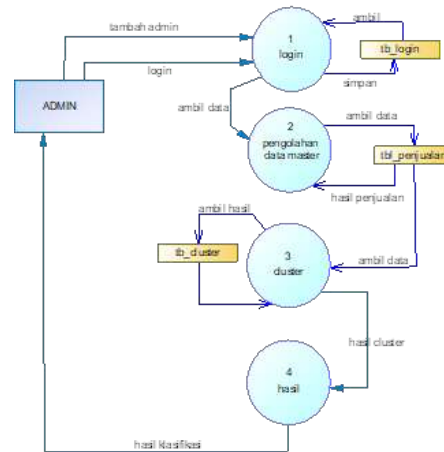 tambah admin
login
ADMIN
1
login
ambil
tb_login
simpan
ambil data
2
pengolahan
data master
ambil data
tbl_penjualan
hasil penjualan
ambil hasil
tb_cluster
3
cluster
ambil data
hasil cluster
4
hasil
hasil klasifikasi